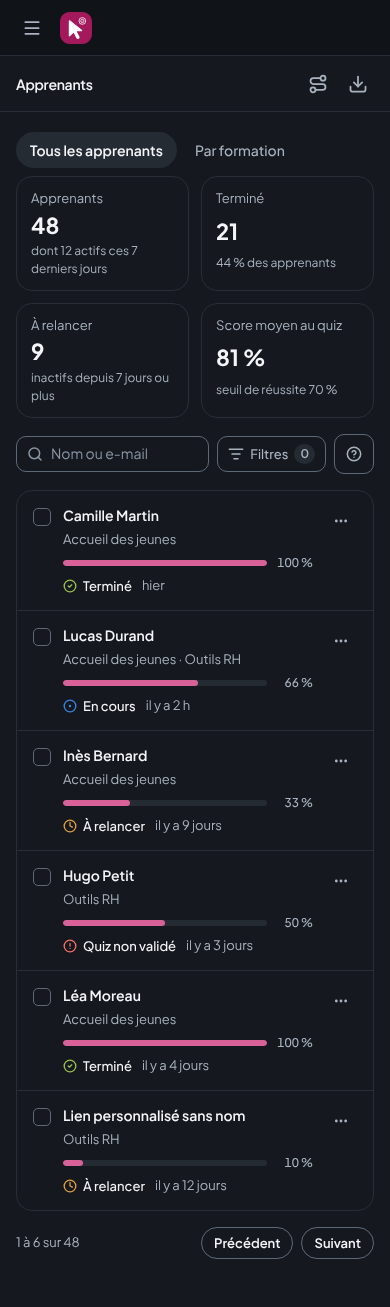 Apprenants
Tous les apprenants
Par formation
Apprenants
48
dont 12 actifs ces 7
derniers jours
Terminé
21
44 % des apprenants
À relancer
9
inactifs depuis 7 jours ou
plus
Score moyen au quiz
81 %
seuil de réussite 70 %
Nom ou e-mail
Filtres 0
Camille Martin
Accueil des jeunes
100 %
Terminé hier
Lucas Durand
Accueil des jeunes · Outils RH
66 %
En cours il y a 2 h
Inès Bernard
Accueil des jeunes
33 %
À relancer il y a 9 jours
Hugo Petit
Outils RH
50 %
Quiz non validé il y a 3 jours
Léa Moreau
Accueil des jeunes
100 %
Terminé il y a 4 jours
Lien personnalisé sans nom
Outils RH
10 %
À relancer il y a 12 jours
1 à 6 sur 48
Précédent
Suivant